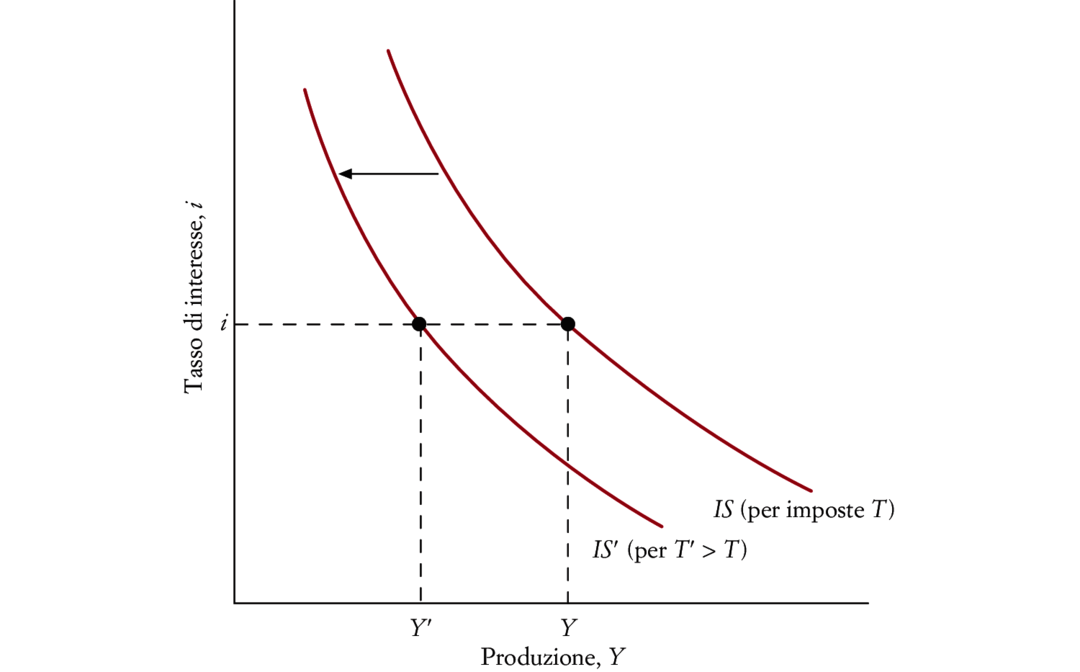 Tasso di interesse, i
i
IS (per imposte T)
IS′ (per T′ > T)
Y′
Y
Produzione, Y